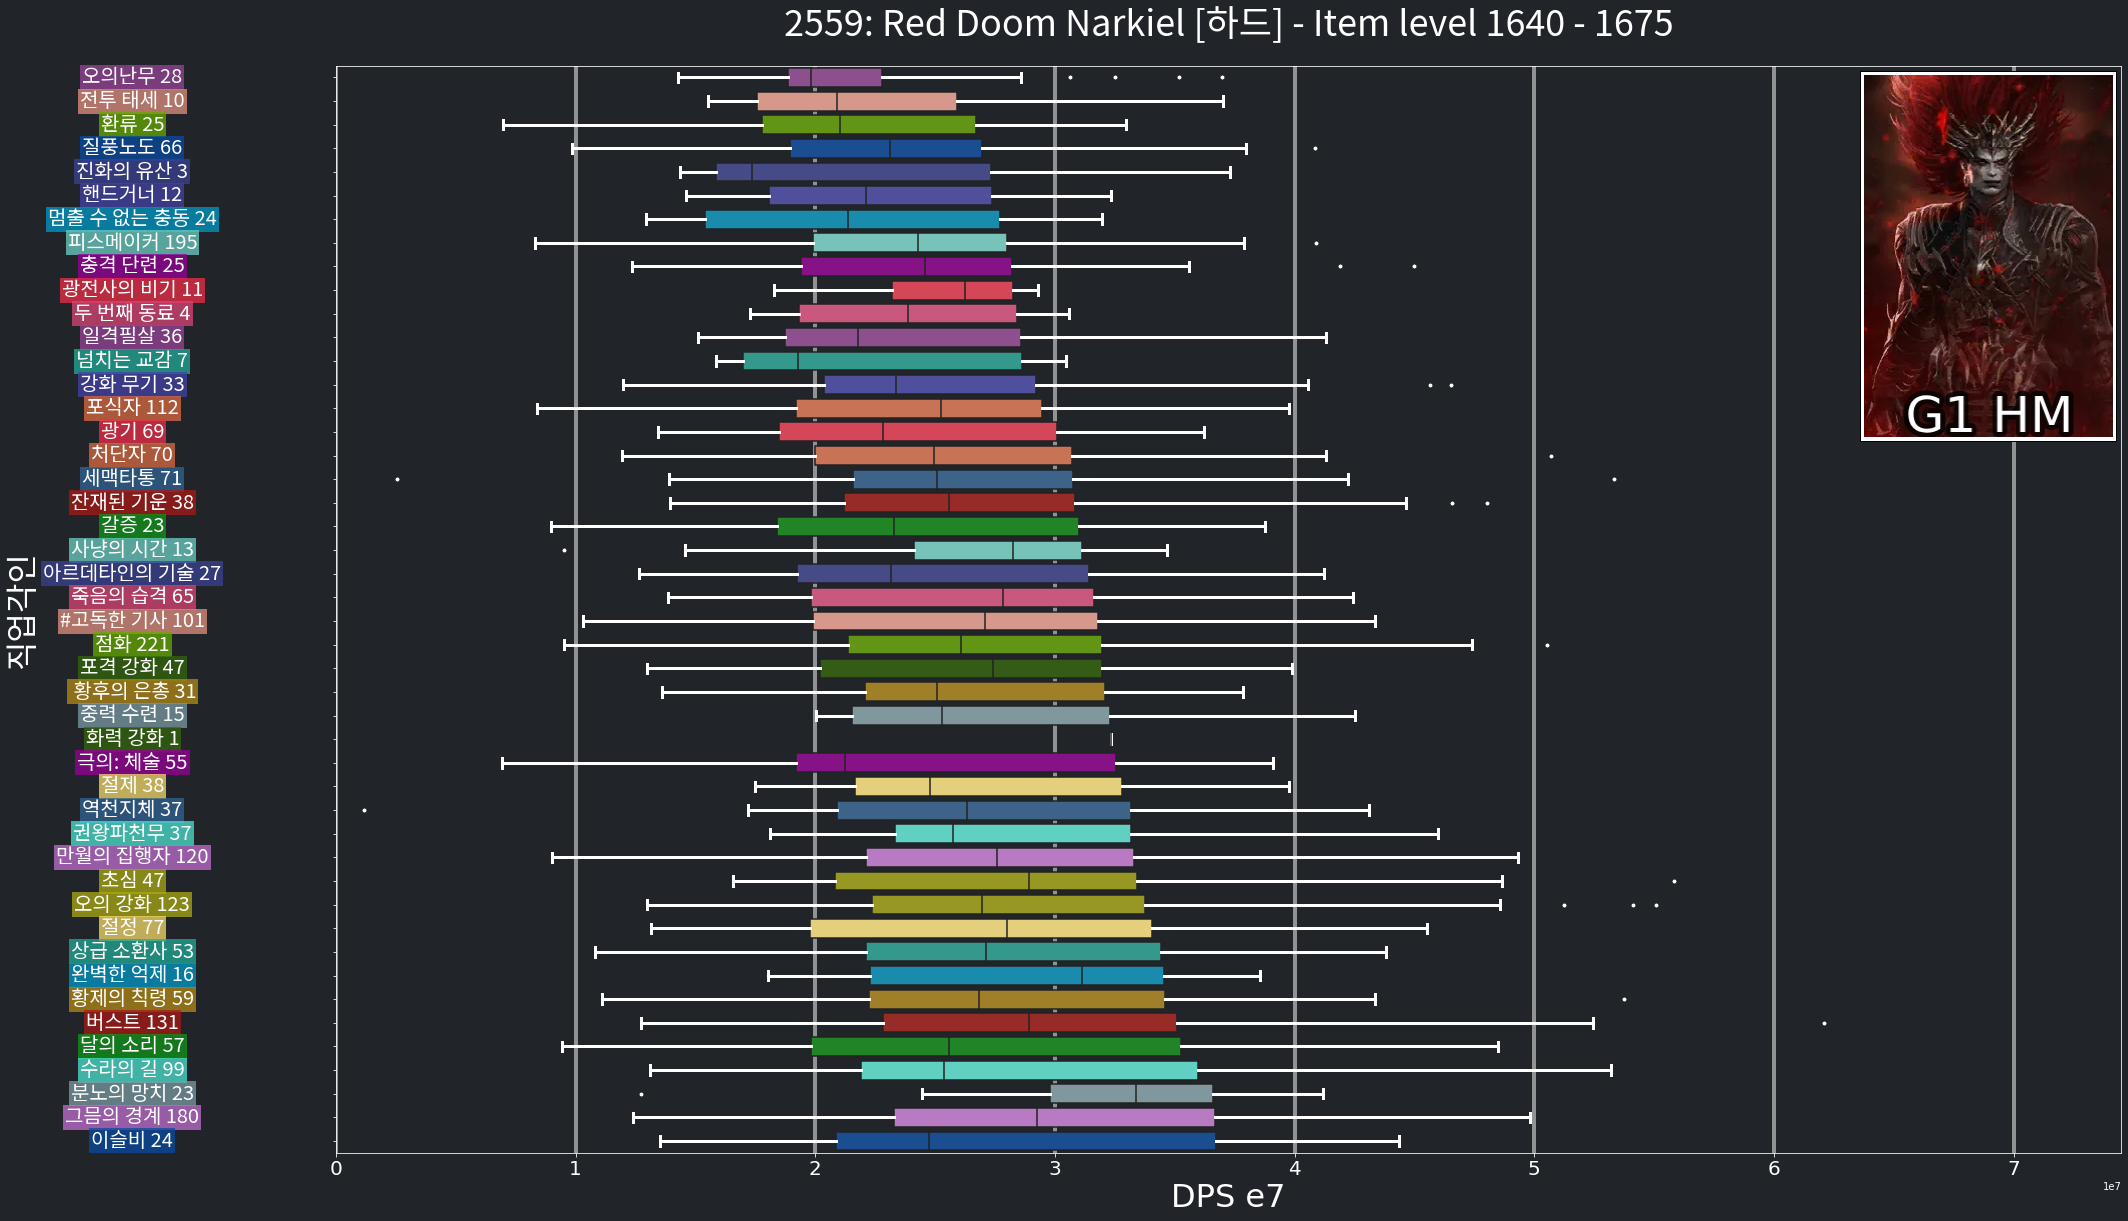 2559: Red Doom Narkiel [하드] - Item level 1640 - 1675
오의난무 28
전투 태세 10
환류 25
질풍노도 66
진화의 유산 3
핸드거너 12
멈출 수 없는 충동 24
피스메이커 195
충격 단련 25
광전사의 비기 11
두 번째 동료 4
일격필살 36
넘치는 교감 7
강화 무기 33
포식자 112
광기 69
처단자 70
세맥타통 71
잔재된 기운 38
갈증 23
사냥의 시간 13
아르데타인의 기술 27
죽음의 습격 65
#고독한 기사 101
점화 221
포격 강화 47
황후의 은총 31
중력 수련 15
화력 강화 1
극의: 체술 55
절제 38
역천지체 37
권왕파천무 37
만월의 집행자 120
초심 47
오의 강화 123
절정 77
상급 소환사 53
완벽한 억제 16
황제의 칙령 59
버스트 131
달의 소리 57
수라의 길 99
분노의 망치 23
그믐의 경계 180
이슬비 24
직업각인
G1 HM
0 1 2 3 4 5 6 7
1e7
DPS e7